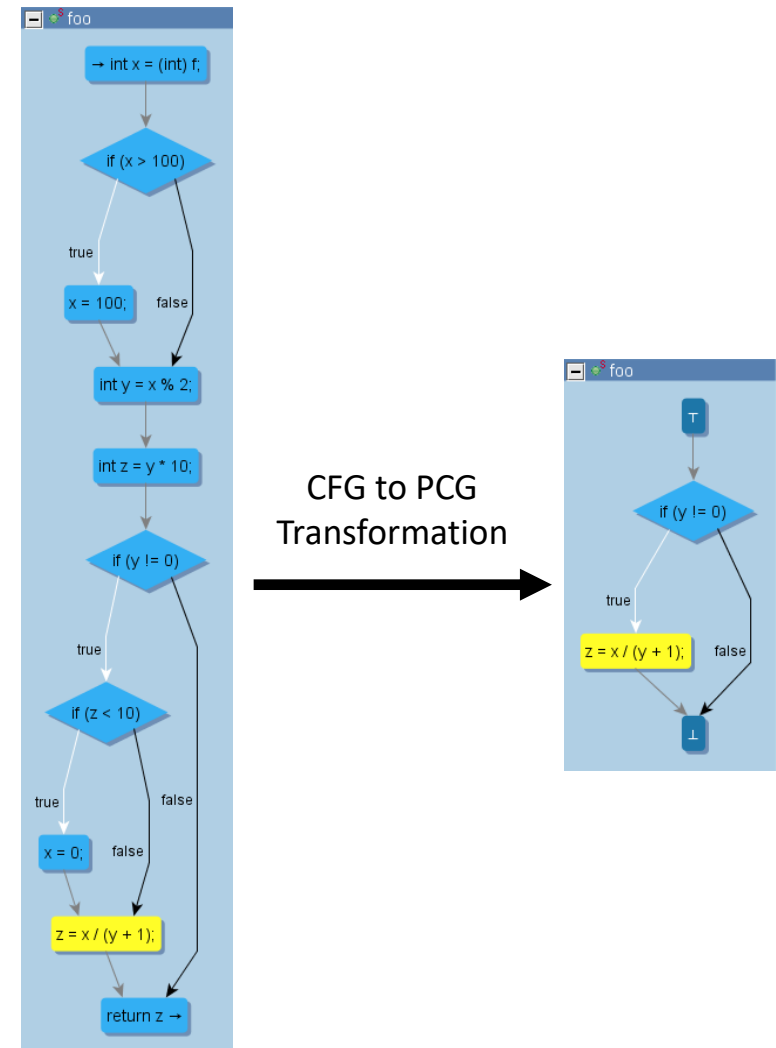 foo
→ int x = (int) f;
if (x > 100)
true
x = 100;
false
int y = x % 2;
int z = y * 10;
if (y != 0)
true
if (z < 10)
true
false
x = 0;
false
z = x / (y + 1);
return z →
CFG to PCG
Transformation
foo
⊤
if (y != 0)
true
z = x / (y + 1);
false
⊥